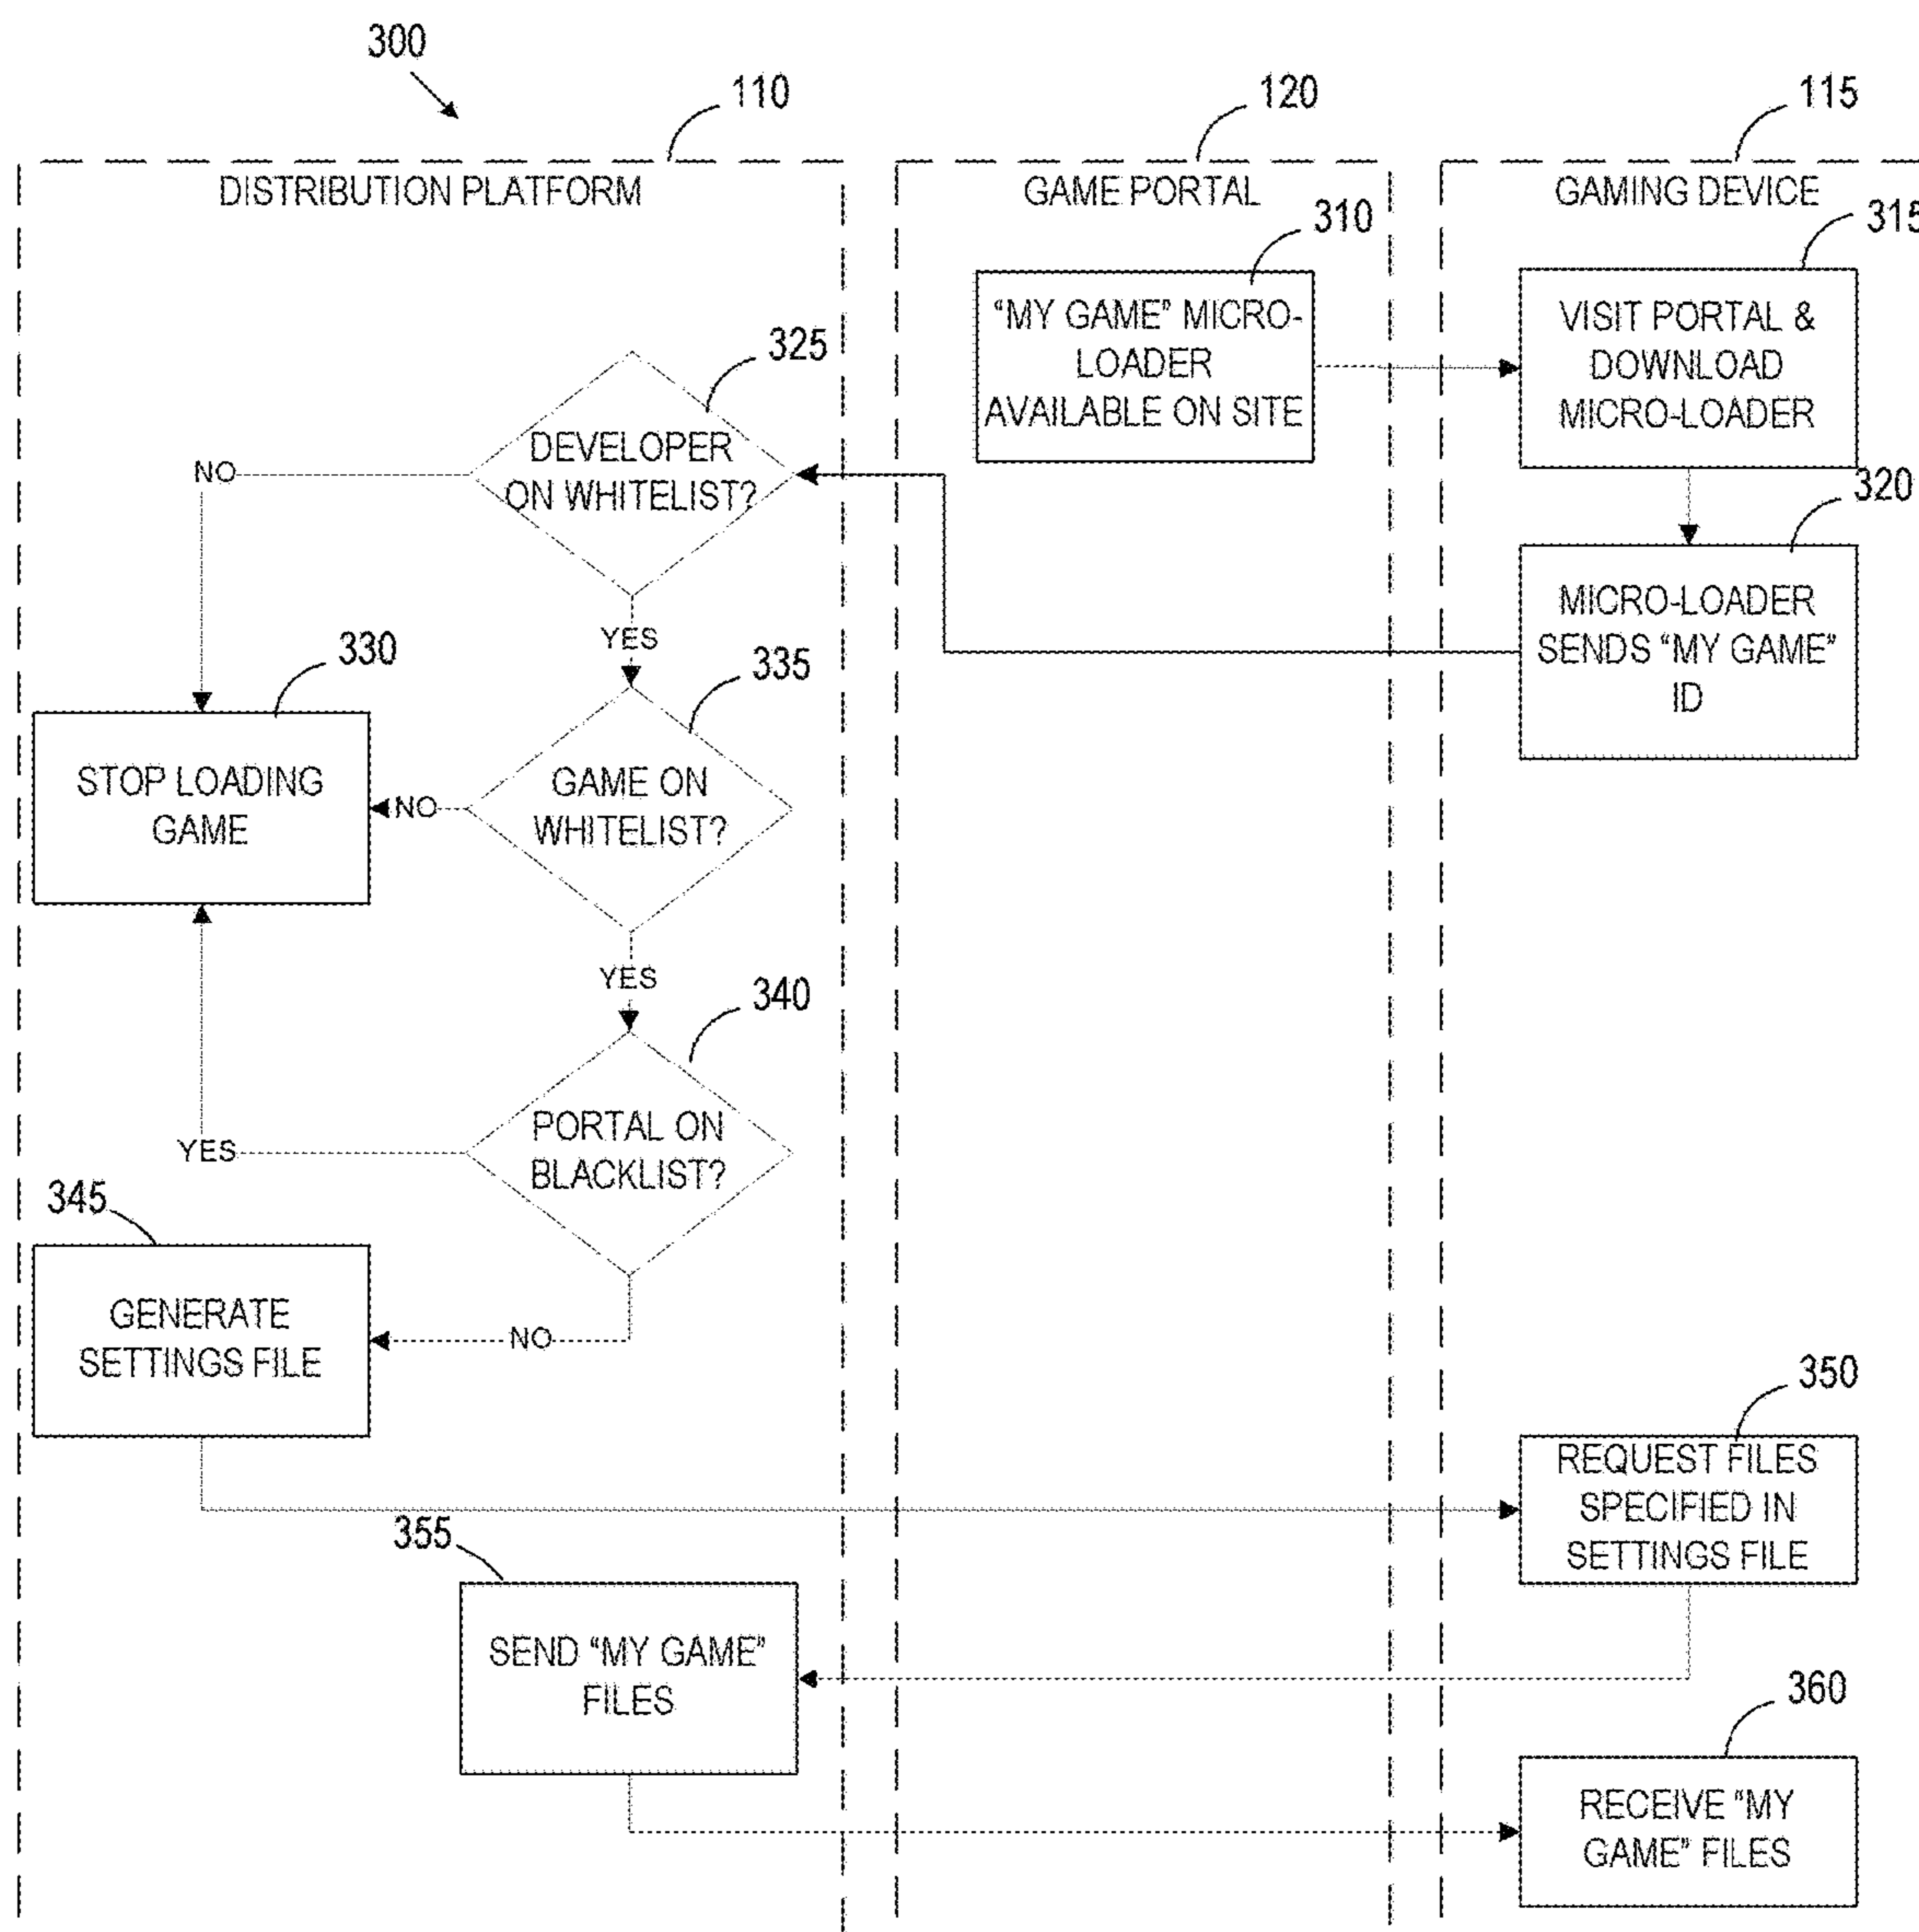 300
110
120
115
DISTRIBUTION PLATFORM
GAME PORTAL
GAMING DEVICE
310
315
"MY GAME" MICRO-
LOADER
AVAILABLE ON SITE
VISIT PORTAL &
DOWNLOAD
MICRO-LOADER
325
DEVELOPER
ON WHITELIST?
NO
320
MICRO-LOADER
SENDS "MY GAME"
ID
YES
330
335
STOP LOADING
GAME
NO
GAME ON
WHITELIST?
YES
340
PORTAL ON
BLACKLIST?
YES
345
GENERATE
SETTINGS FILE
NO
350
REQUEST FILES
SPECIFIED IN
SETTINGS FILE
355
SEND "MY GAME"
FILES
360
RECEIVE "MY
GAME" FILES